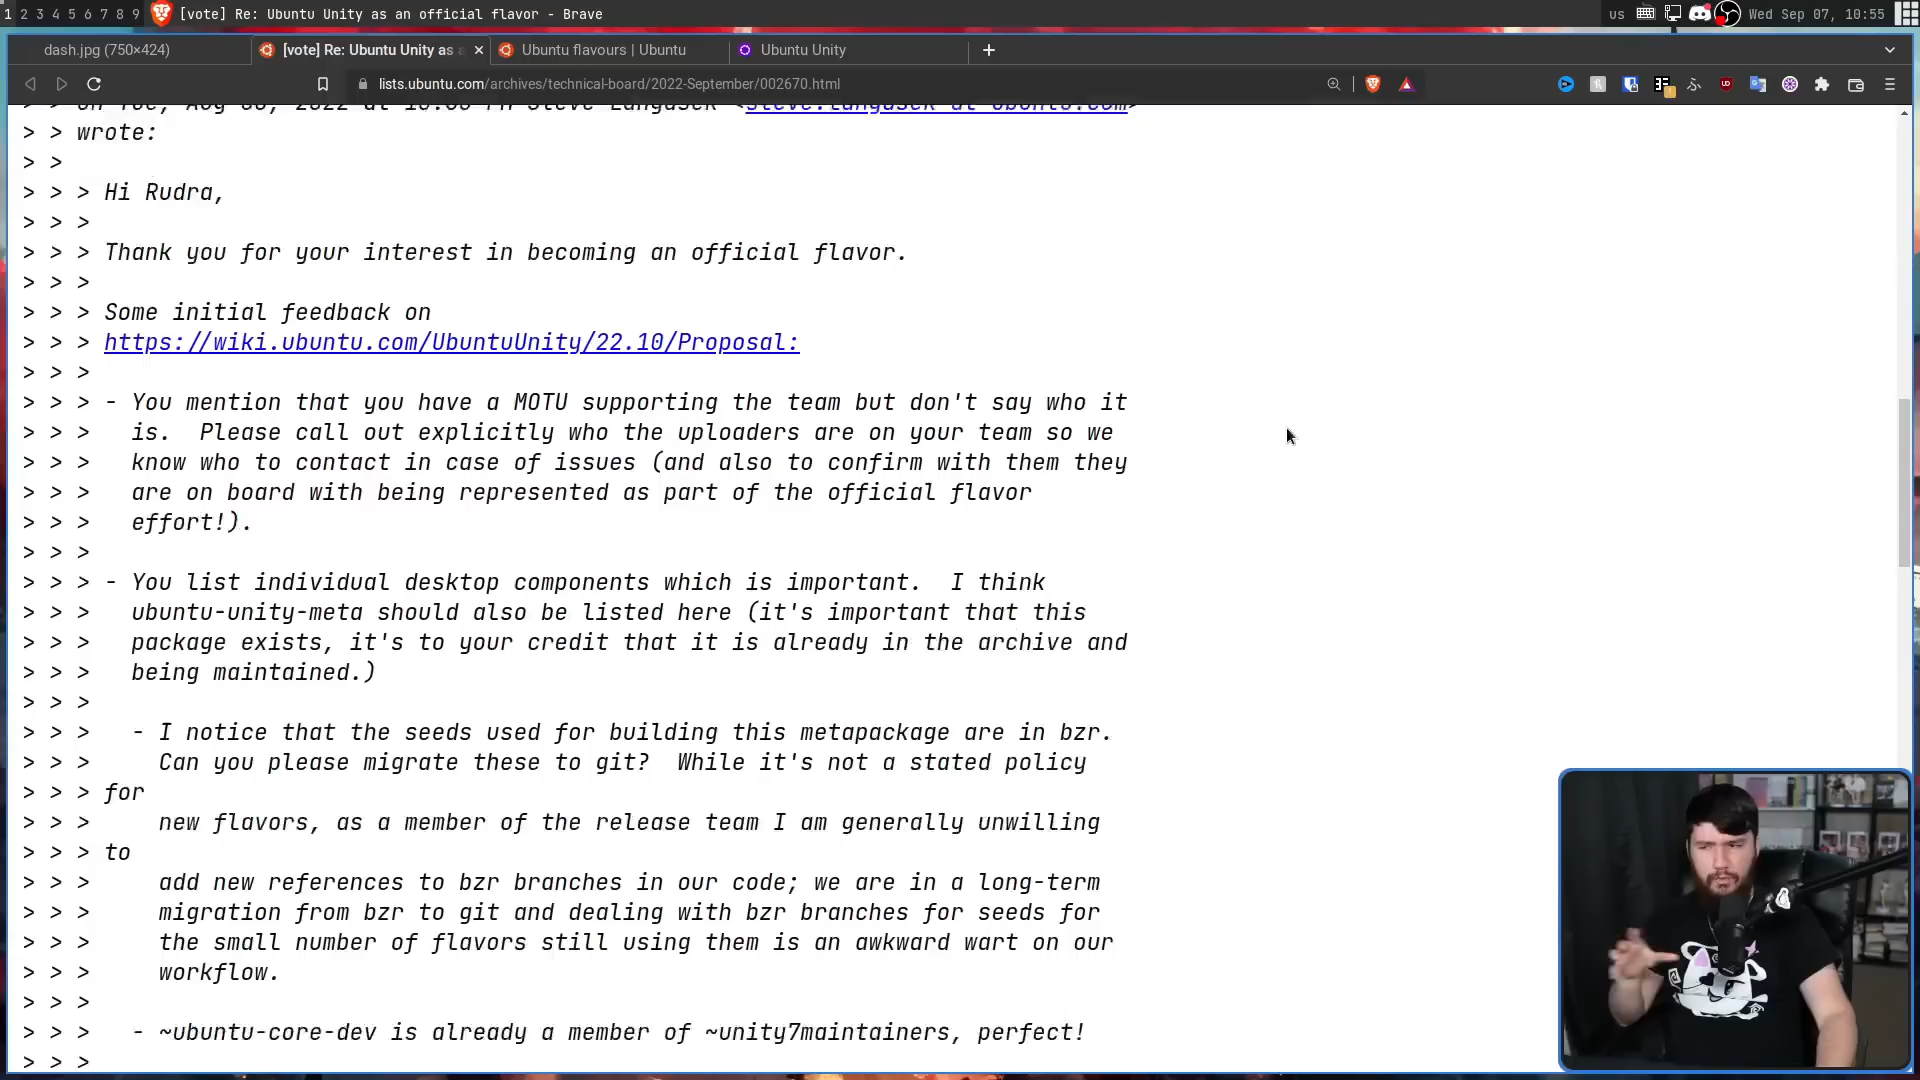 1 2 3 4 5 6 7 8 9 [vote] Re: Ubuntu Unity as an official flavor - Brave us Wed Sep 07, 10:55
dash.jpg (750×424) [vote] Re: Ubuntu Unity as Ubuntu flavours | Ubuntu Ubuntu Unity
lists.ubuntu.com/archives/technical-board/2022-September/002670.html
> > On Tue, Aug 2022 at PM Steve Langasek <steve.langasek at ubuntu.com>
> > wrote:
> >
> > > Hi Rudra,
> > >
> > > Thank you for your interest in becoming an official flavor.
> > >
> > > Some initial feedback on
> > > https://wiki.ubuntu.com/UbuntuUnity/22.10/Proposal:
> > >
> > > - You mention that you have a MOTU supporting the team but don't say who it
> > > is. Please call out explicitly who the uploaders are on your team so we
> > > know who to contact in case of issues (and also to confirm with them they
> > > are on board with being represented as part of the official flavor
> > > effort!).
> > >
> > > - You list individual desktop components which is important. I think
> > > ubuntu-unity-meta should also be listed here (it's important that this
> > > package exists, it's to your credit that it is already in the archive and
> > > being maintained.)
> > >
> > > - I notice that the seeds used for building this metapackage are in bzr.
> > > Can you please migrate these to git? While it's not a stated policy
> > > for
> > > new flavors, as a member of the release team I am generally unwilling
> > > to
> > > add new references to bzr branches in our code; we are in a long-term
> > > migration from bzr to git and dealing with bzr branches for seeds for
> > > the small number of flavors still using them is an awkward wart on our
> > > workflow.
> > >
> > > - ~ubuntu-core-dev is already a member of ~unity7maintainers, perfect!
> > >